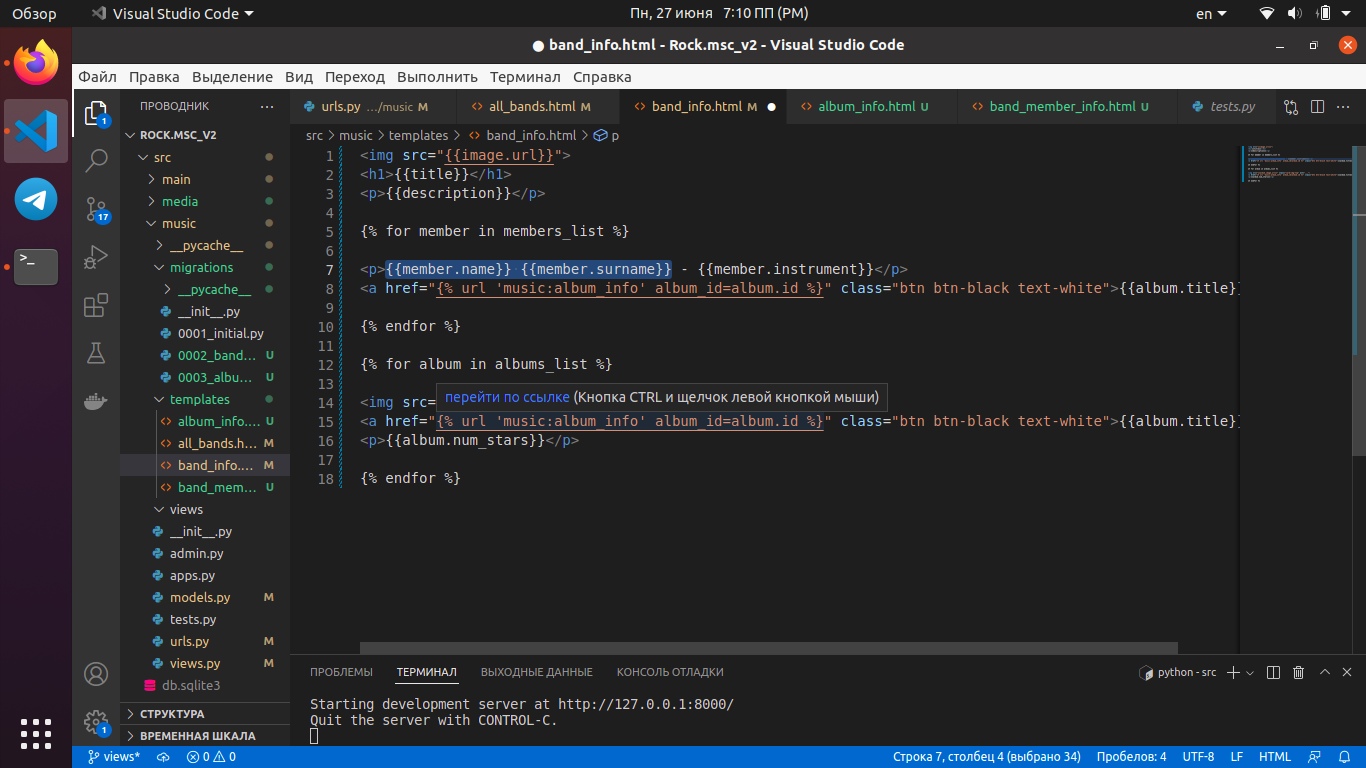 Обзор Visual Studio Code Пн, 27 июня 7:10 ПП (PM) en
band_info.html - Rock.msc_v2 - Visual Studio Code
Файл Правка Выделение Вид Переход Выполнить Терминал Справка
ПРОВОДНИК
ROCK.MSC_V2
src
main
media
music
__pycache__
migrations
__pycache__
__init__.py
0001_initial.py
0002_band... U
0003_albu... U
templates
album_info.... U
all_bands.h... M
band_info.... M
band_mem... U
views
__init__.py
admin.py
apps.py
models.py M
tests.py
urls.py M
views.py M
db.sqlite3
СТРУКТУРА
ВРЕМЕННАЯ ШКАЛА
1
17
1
urls.py .../music M all_bands.html M band_info.html M album_info.html U band_member_info.html U tests.py
src > music > templates > band_info.html > p
1 <img src="{{image.url}}">
2 <h1>{{title}}</h1>
3 <p>{{description}}</p>
4
5 {% for member in members_list %}
6
7 <p>{{member.name}} {{member.surname}} - {{member.instrument}}</p>
8 <a href="{% url 'music:album_info' album_id=album.id %}" class="btn btn-black text-white">{{album.title}}
9
10 {% endfor %}
11
12 {% for album in albums_list %}
13
перейти по ссылке (Кнопка CTRL и щелчок левой кнопкой мыши)
14 <img src=
15 <a href="{% url 'music:album_info' album_id=album.id %}" class="btn btn-black text-white">{{album.title}}
16 <p>{{album.num_stars}}</p>
17
18 {% endfor %}
ПРОБЛЕМЫ ТЕРМИНАЛ ВЫХОДНЫЕ ДАННЫЕ КОНСОЛЬ ОТЛАДКИ python - src
Starting development server at http://127.0.0.1:8000/
Quit the server with CONTROL-C.
views* 0 0 Строка 7, столбец 4 (выбрано 34) Пробелов: 4 UTF-8 LF HTML